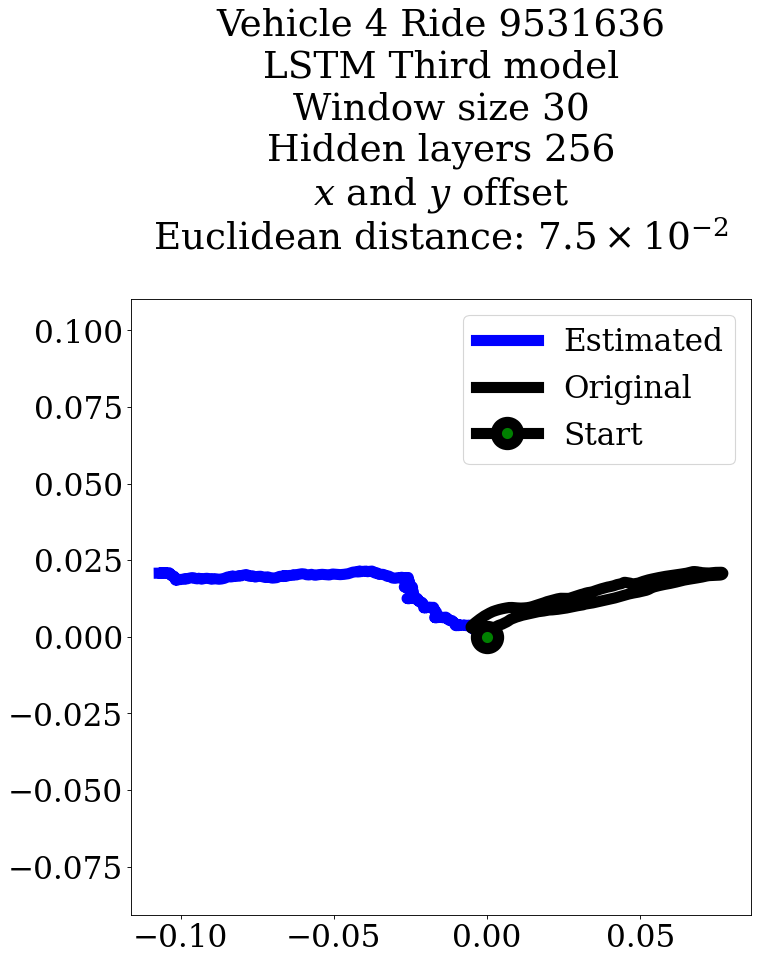 Vehicle 4 Ride 9531636
LSTM Third model
Window size 30
Hidden layers 256
x and y offset
Euclidean distance: 7.5 × 10⁻²
Estimated
Original
Start
0.100
0.075
0.050
0.025
0.000
−0.025
−0.050
−0.075
−0.10
−0.05
0.00
0.05